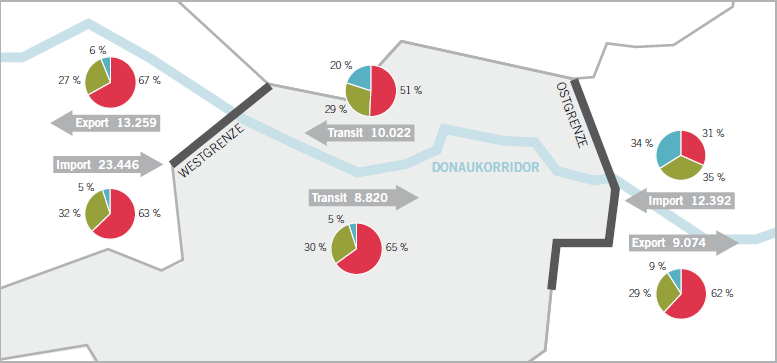 6 %
27 %
67 %
Export 13.259
Import 23.446
5 %
32 %
63 %
WESTGRENZE
20 %
51 %
29 %
Transit 10.022
DONAUKORRIDOR
Transit 8.820
5 %
30 %
65 %
OSTGRENZE
34 %
31 %
35 %
Import 12.392
Export 9.074
9 %
29 %
62 %